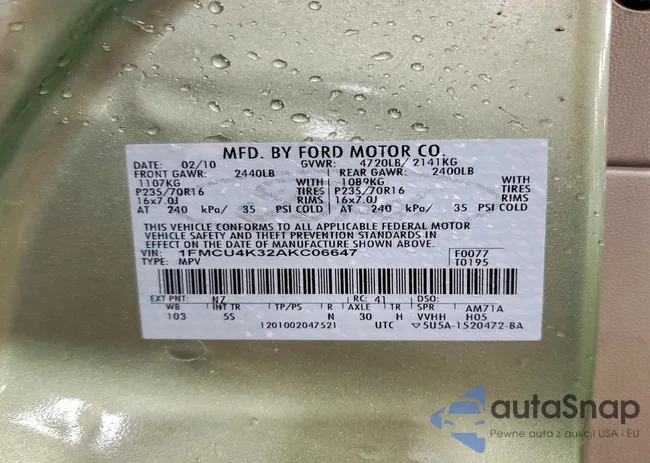 MFD. BY FORD MOTOR CO.
DATE: 02/10 GVWR: 4720LB/ 2141KG
FRONT GAWR: 2440LB REAR GAWR: 2400LB
1107KG WITH 1089KG WITH
P235/70R16 TIRES P235/70R16 TIRES
16x7.0J RIMS 16x7.0J RIMS
AT 240 kPa/ 35 PSI COLD AT 240 kPa/ 35 PSI COLD
THIS VEHICLE CONFORMS TO ALL APPLICABLE FEDERAL MOTOR
VEHICLE SAFETY AND THEFT PREVENTION STANDARDS IN
EFFECT ON THE DATE OF MANUFACTURE SHOWN ABOVE.
VIN: 1FMCU4K32AKC06647 F0077
TYPE: MPV T0195
EXT PNT: NZ RC: 41 DSO:
WB INT TR TP/PS R AXLE TR SPR AM71A
103 5S N 30 H VVHH H05
1201002047521 UTC ▽5U5A-1520472-BA
autaSnap
Pewne auta z aukcji USA i EU